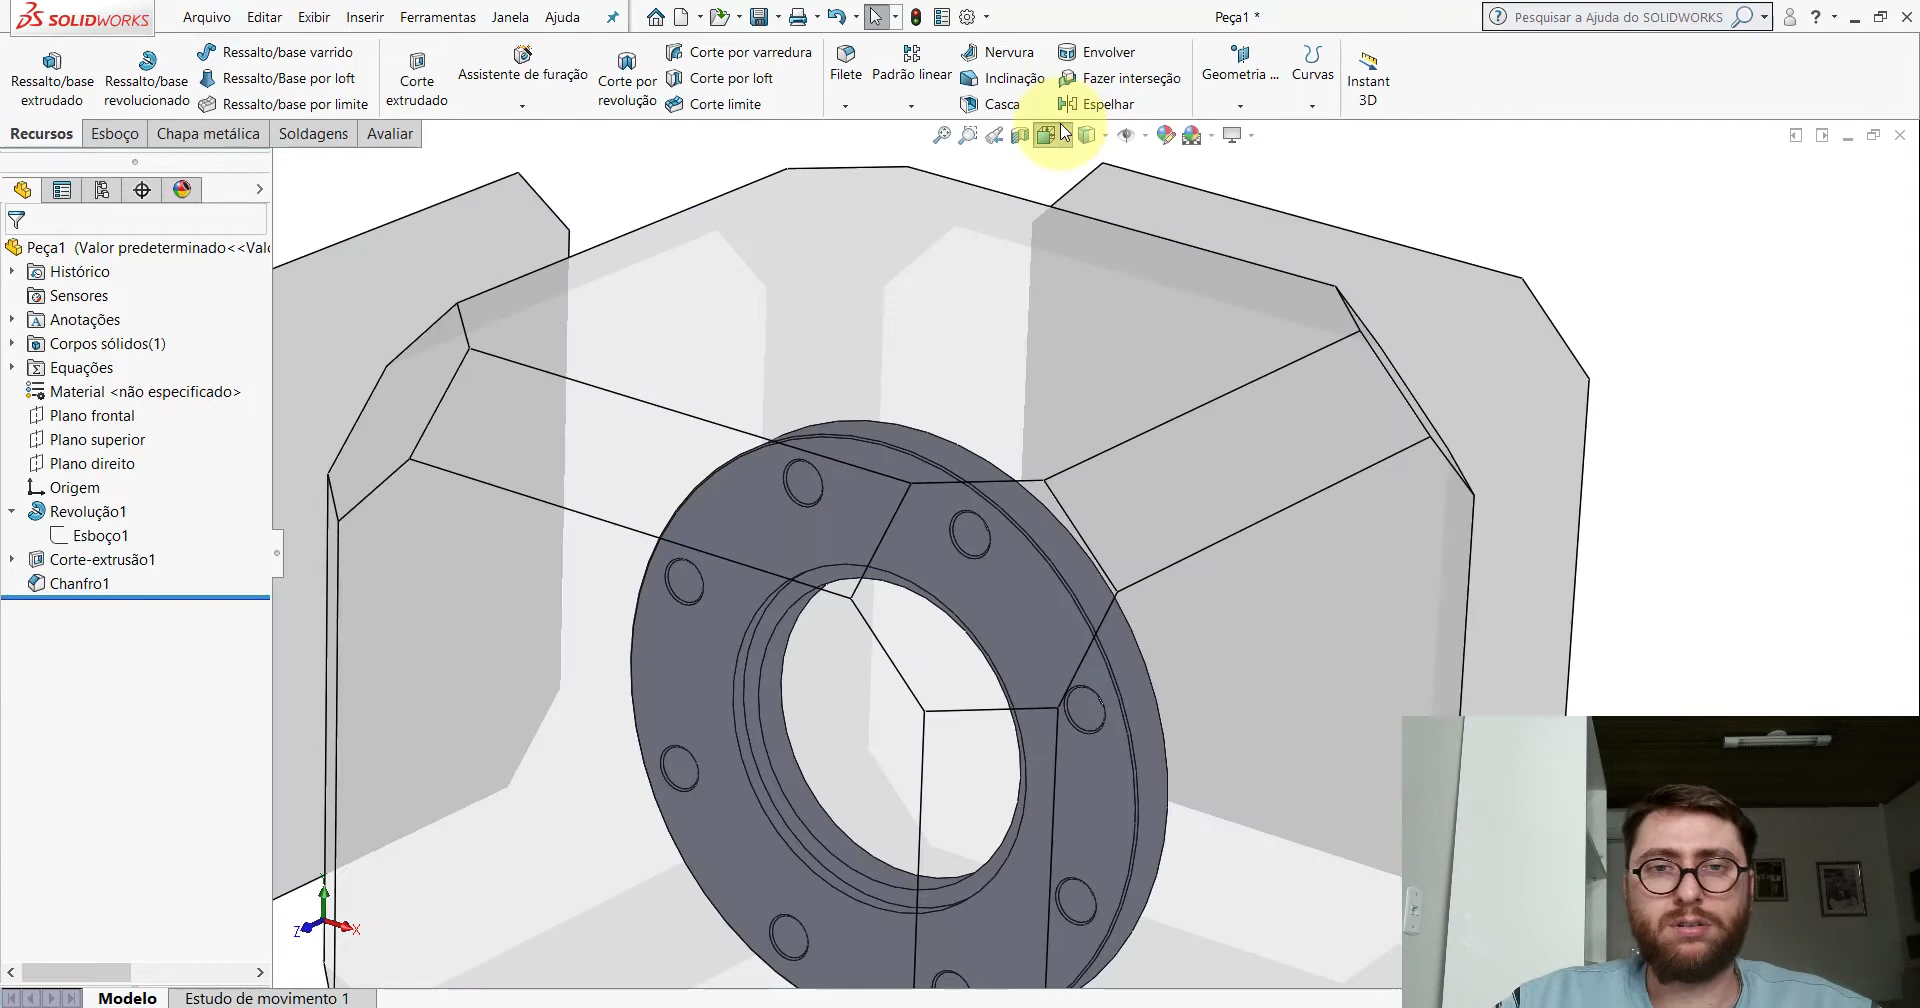 SOLIDWORKS
Arquivo Editar Exibir Inserir Ferramentas Janela Ajuda
Peça1 *
Pesquisar a Ajuda do SOLIDWORKS
Ressalto/base extrudado
Ressalto/base revolucionado
Ressalto/base varrido
Ressalto/Base por loft
Ressalto/base por limite
Corte extrudado
Assistente de furação
Corte por revolução
Corte por varredura
Corte por loft
Corte limite
Filete
Padrão linear
Nervura
Inclinação
Casca
Envolver
Fazer interseção
Espelhar
Geometria ...
Curvas
Instant 3D
Recursos Esboço Chapa metálica Soldagens Avaliar
Peça1 (Valor predeterminado<<Valo
Histórico
Sensores
Anotações
Corpos sólidos(1)
Equações
Material <não especificado>
Plano frontal
Plano superior
Plano direito
Origem
Revolução1
Esboço1
Corte-extrusão1
Chanfro1
Z X
Modelo Estudo de movimento 1